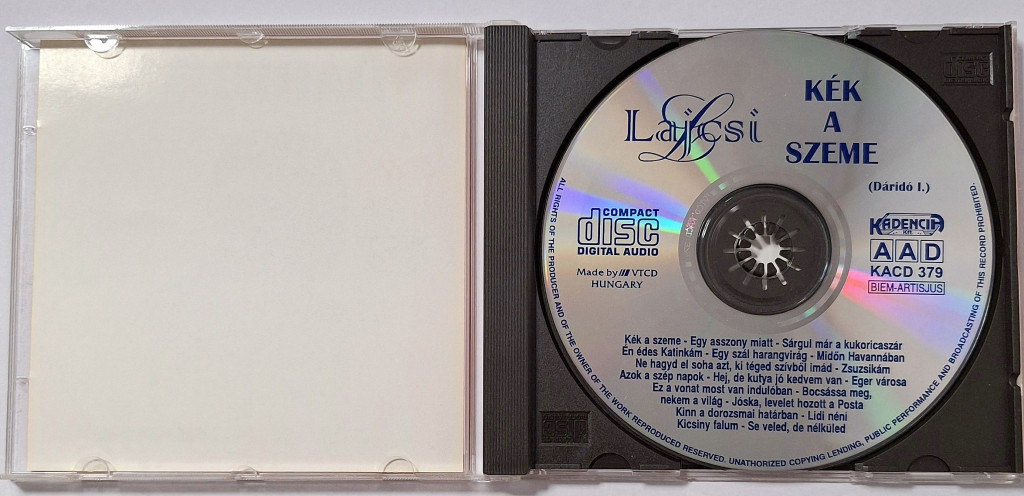 Lajcsi
L
KÉK
A
SZEME
(Dáridó I.)
COMPACT
disc
DIGITAL AUDIO
Made by VTCD
HUNGARY
KADENCIA
KFT.
AAD
KACD 379
BIEM-ARTISJUS
Kék a szeme - Egy asszony miatt - Sárgul már a kukoricaszár
Én édes Katinkám - Egy szál harangvirág - Midőn Havannában
Ne hagyd el soha azt, ki téged szívből imád - Zsuzsikám
Azok a szép napok - Hej, de kutya jó kedvem van - Eger városa
Ez a vonat most van indulóban - Bocsássa meg,
nekem a világ - Jóska, levelet hozott a Posta
Kinn a dorozsmai határban - Lidi néni
Kicsiny falum - Se veled, de nélküled
ALL RIGHTS OF THE PRODUCER AND OF THE OWNER OF THE WORK REPRODUCED RESERVED. UNAUTHORIZED COPYING LENDING, PUBLIC PERFORMANCE AND BROADCASTING OF THIS RECORD PROHIBITED.